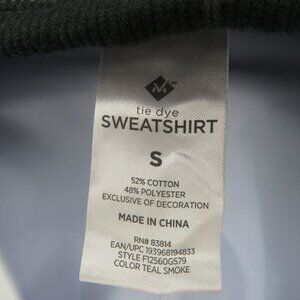 tie dye
SWEATSHIRT
S
52% COTTON
48% POLYESTER
EXCLUSIVE OF DECORATION
MADE IN CHINA
RN# 83814
EAN/UPC 193968194833
STYLE F12560G579
COLOR TEAL SMOKE